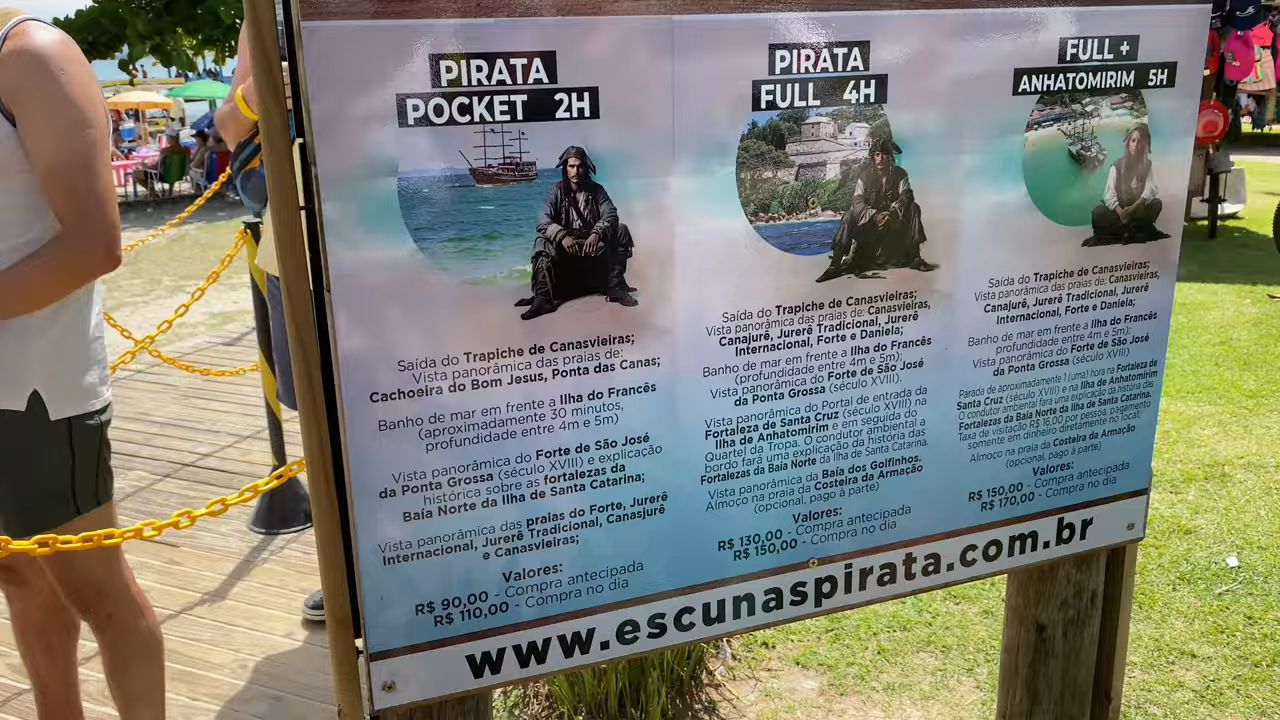 PIRATA
POCKET 2H
Saída do Trapiche de Canasvieiras;
Vista panorâmica das praias de:
Cachoeira do Bom Jesus, Ponta das Canas;
Banho de mar em frente a Ilha do Francês
(aproximadamente 30 minutos,
profundidade entre 4m e 5m)
Vista panorâmica do Forte de São José
da Ponta Grossa (século XVIII) e explicação
histórica sobre as fortalezas da
Baía Norte da Ilha de Santa Catarina;
Vista panorâmica das praias do Forte, Jurerê
Internacional, Jurerê Tradicional, Canasjurê
e Canasvieiras;
Valores:
R$ 90,00 - Compra antecipada
R$ 110,00 - Compra no dia
PIRATA
FULL 4H
Saída do Trapiche de Canasvieiras;
Vista panorâmica das praias de: Canasvieiras,
Canajurê, Jurerê Tradicional, Jurerê
Internacional, Forte e Daniela;
Banho de mar em frente a Ilha do Francês
(profundidade entre 4m e 5m);
Vista panorâmica do Forte de São José
da Ponta Grossa (século XVIII).
Vista panorâmica do Portal de entrada da
Fortaleza de Santa Cruz (século XVIII) na
Ilha de Anhatomirim e em seguida do
Quartel da Tropa. O condutor ambiental a
bordo fará uma explicação da história das
Fortalezas da Baía Norte da Ilha de Santa Catarina.
Vista panorâmica da Baía dos Golfinhos.
Almoço na praia da Costeira da Armação
(opcional, pago à parte)
Valores:
R$ 130,00 - Compra antecipada
R$ 150,00 - Compra no dia
FULL +
ANHATOMIRIM 5H
Saída do Trapiche de Canasvieiras;
Vista panorâmica das praias de: Canasvieiras,
Canajurê, Jurerê Tradicional, Jurerê
Internacional, Forte e Daniela;
Banho de mar em frente a Ilha do Francês
(profundidade entre 4m e 5m);
Vista panorâmica do Forte de São José
da Ponta Grossa (século XVIII)
Parada de aproximadamente 1 (uma) hora na Fortaleza de
Santa Cruz (século XVIII) e na Ilha de Anhatomirim
O condutor ambiental fará uma explicação da história das
Fortalezas da Baía Norte da Ilha de Santa Catarina.
Taxa de visitação R$ 16,00 por pessoa, pagamento
somente em dinheiro diretamente no local;
Almoço na praia da Costeira da Armação
(opcional, pago à parte)
Valores:
R$ 150,00 - Compra antecipada
R$ 170,00 - Compra no dia
www.escunaspirata.com.br